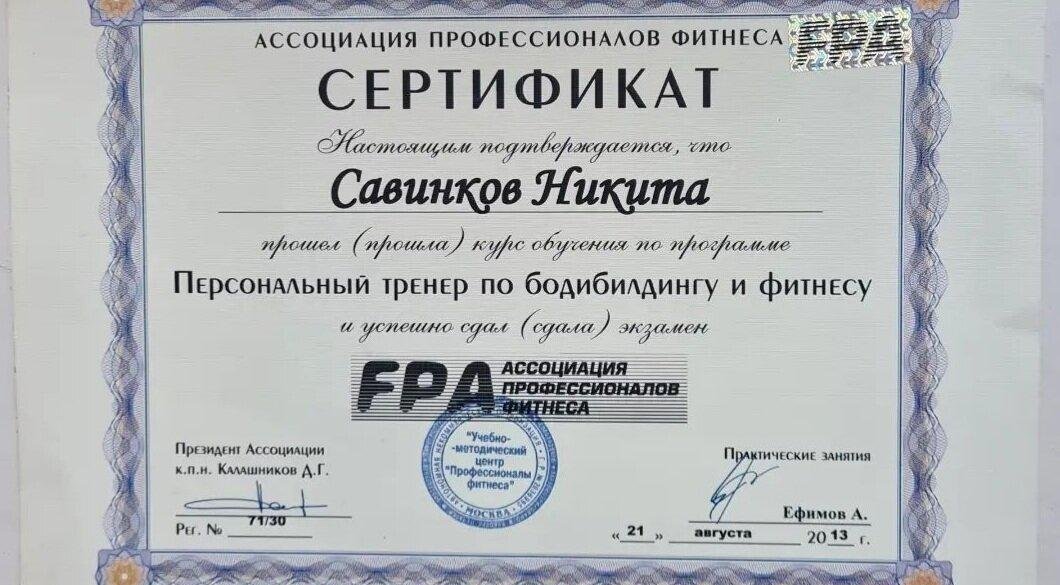 АССОЦИАЦИЯ ПРОФЕССИОНАЛОВ ФИТНЕСА
FPA
СЕРТИФИКАТ
Настоящим подтверждается, что
Савинков Никита
прошел (прошла) курс обучения по программе
Персональный тренер по бодибилдингу и фитнесу
и успешно сдал (сдала) экзамен
FPA АССОЦИАЦИЯ
ПРОФЕССИОНАЛОВ
ФИТНЕСА
"Учебно-
-методический
центр
"Профессионалы
фитнеса"
МОСКВА
Президент Ассоциации
к.п.н. Калашников Д.Г.
Рег. № 71/30
Практические занятия
Ефимов А.
« 21 » августа 20 13 г.